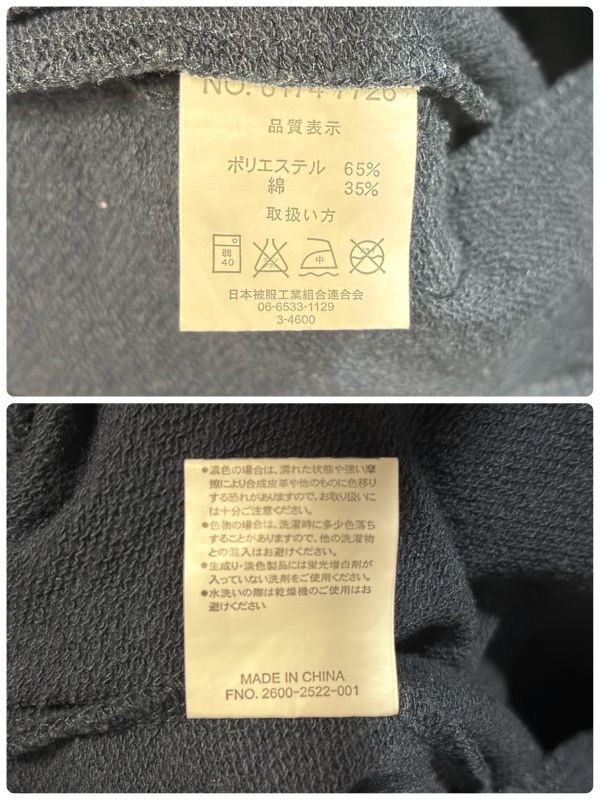 品質表示
ポリエステル 65%
綿 35%
取扱い方
弱
40
中
ドライ
日本被服工業組合連合会
06-6533-1129
3-4600
●濃色の場合は、濡れた状態や強い摩
擦により合成皮革や他のものに色移り
する恐れがありますので、お取り扱いに
は十分ご注意ください。
●色物の場合は、洗濯時に多少色落ち
することがありますので、他の洗濯物
との混入はお避けください。
●生成り・淡色製品には蛍光増白剤が
入っていない洗剤をご使用ください。
●水洗いの際は乾燥機のご使用はお
避けください
MADE IN CHINA
FNO. 2600-2522-001